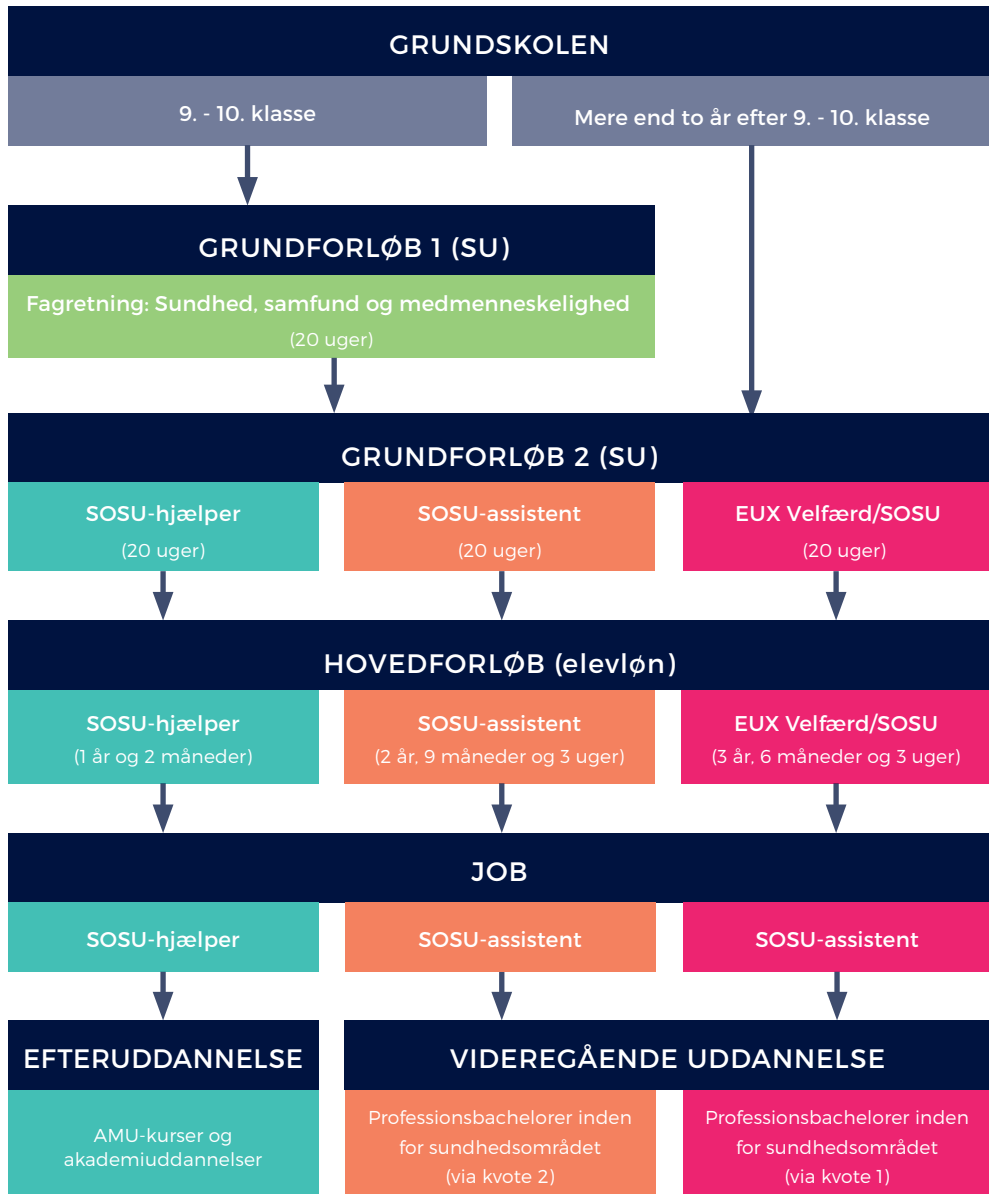 GRUNDSKOLEN
9. - 10. klasse
Mere end to år efter 9. - 10. klasse
GRUNDFORLØB 1 (SU)
Fagretning: Sundhed, samfund og medmenneskelighed
(20 uger)
GRUNDFORLØB 2 (SU)
SOSU-hjælper
(20 uger)
SOSU-assistent
(20 uger)
EUX Velfærd/SOSU
(20 uger)
HOVEDFORLØB (elevløn)
SOSU-hjælper
(1 år og 2 måneder)
SOSU-assistent
(2 år, 9 måneder og 3 uger)
EUX Velfærd/SOSU
(3 år, 6 måneder og 3 uger)
JOB
SOSU-hjælper
SOSU-assistent
SOSU-assistent
EFTERUDDANNELSE
AMU-kurser og
akademiuddannelser
VIDEREGÅENDE UDDANNELSE
Professionsbachelorer inden
for sundhedsområdet
(via kvote 2)
Professionsbachelorer inden
for sundhedsområdet
(via kvote 1)